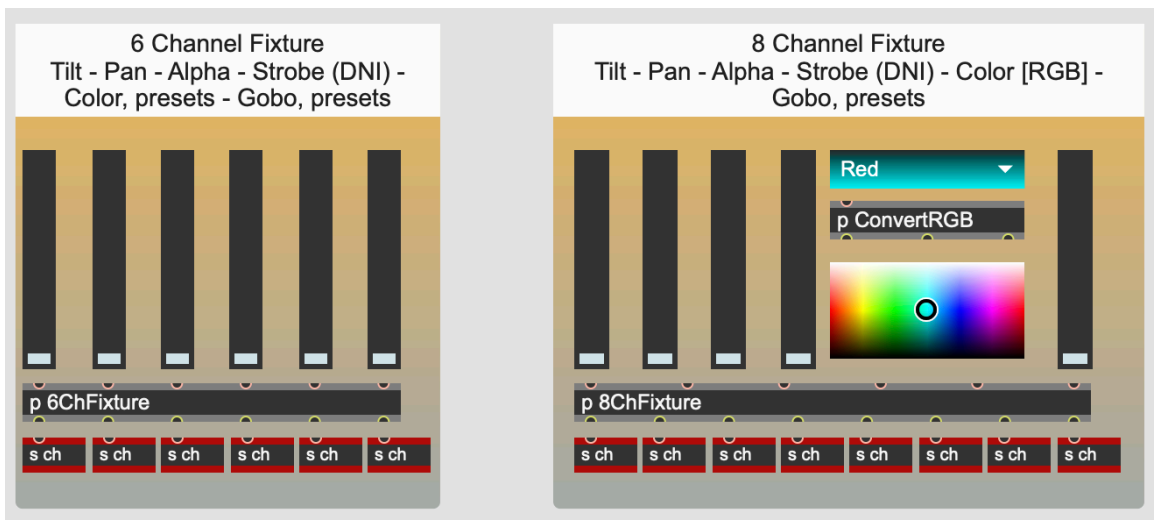 6 Channel Fixture
Tilt - Pan - Alpha - Strobe (DNI) -
Color, presets - Gobo, presets
p 6ChFixture
s ch s ch s ch s ch s ch s ch
8 Channel Fixture
Tilt - Pan - Alpha - Strobe (DNI) - Color [RGB] -
Gobo, presets
Red
p ConvertRGB
p 8ChFixture
s ch s ch s ch s ch s ch s ch s ch s ch